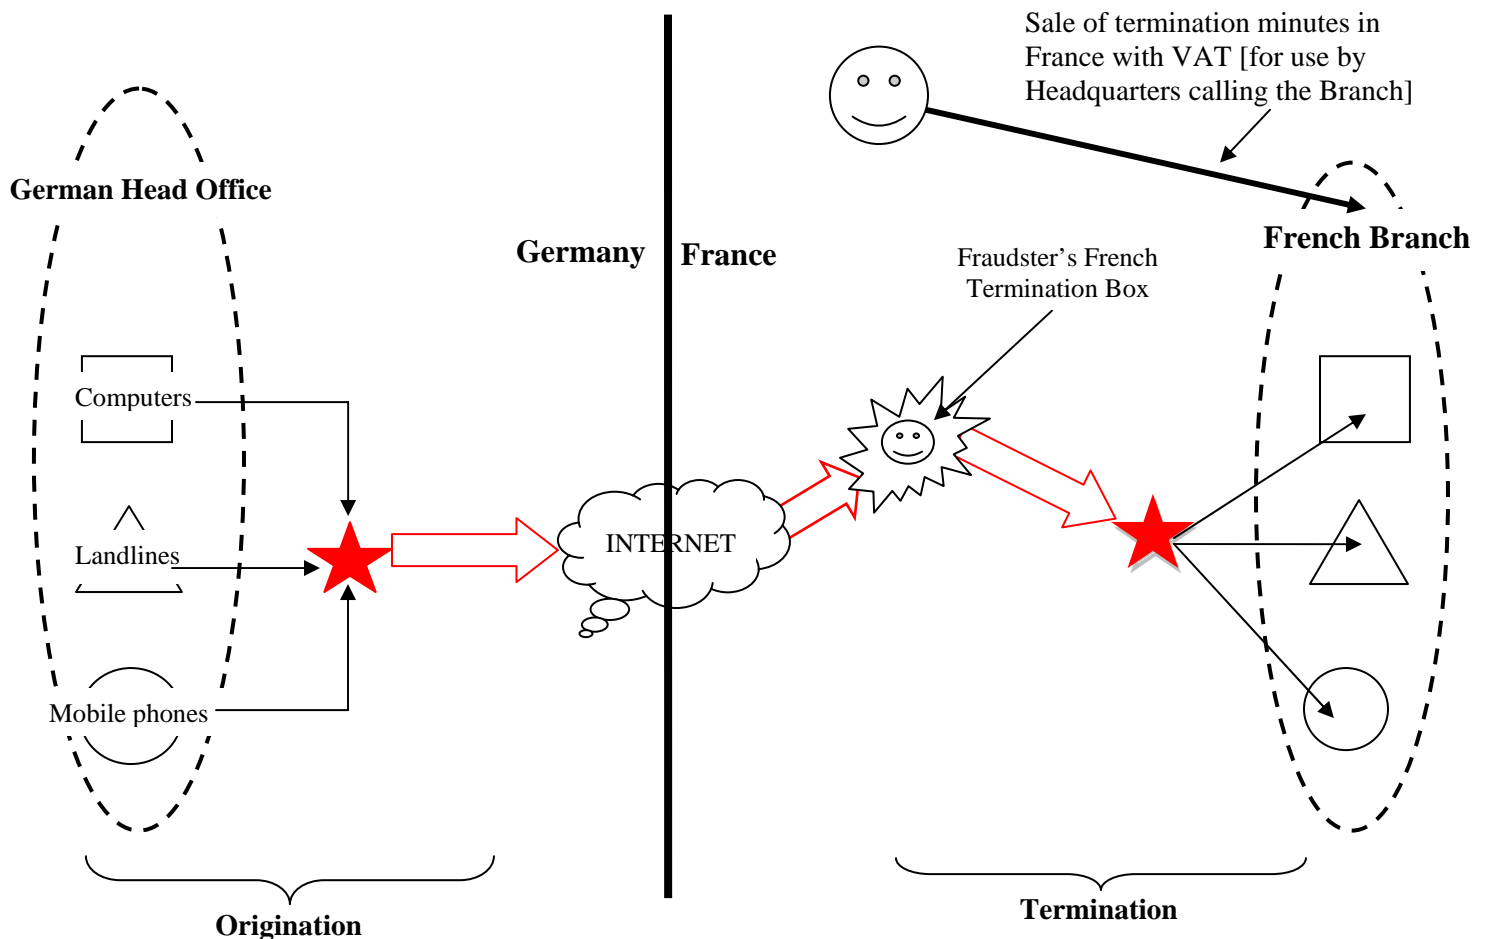 Sale of termination minutes in
France with VAT [for use by
Headquarters calling the Branch]
German Head Office
Germany
France
French Branch
Fraudster's French
Termination Box
Computers
Landlines
INTERNET
Mobile phones
Origination
Termination